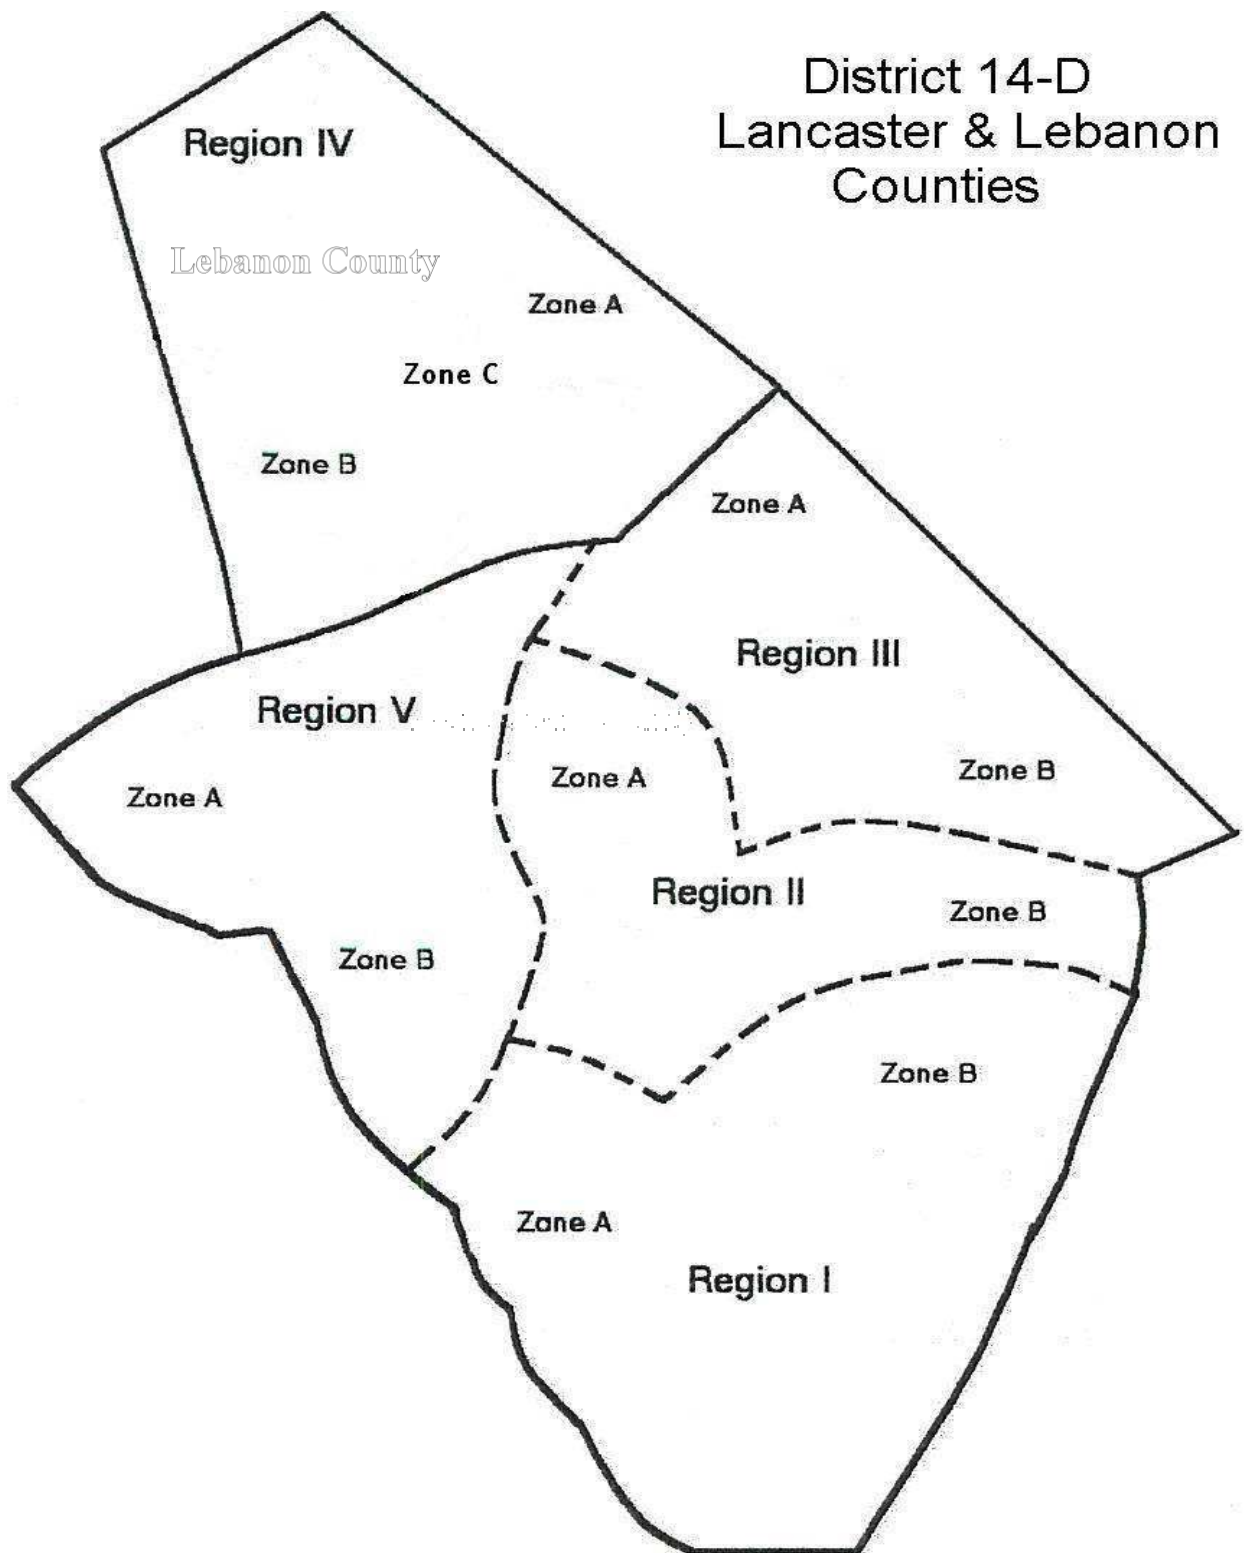 District 14-D
Lancaster & Lebanon
Counties
Region IV
Lebanon County
Zone A
Zone C
Zone B
Zone A
Region III
Region V
Zone B
Zone A
Zone A
Region II
Zone B
Zone B
Zone B
Zone A
Region I